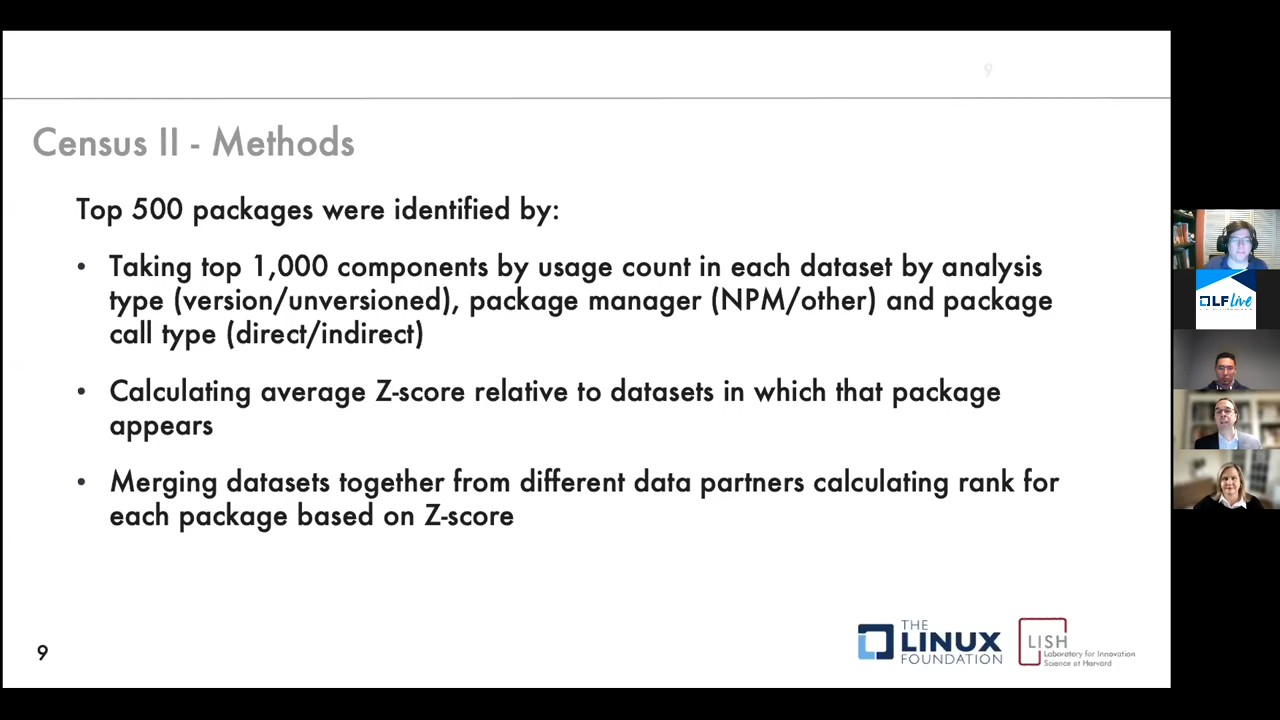 9
Census II - Methods
Top 500 packages were identified by:
• Taking top 1,000 components by usage count in each dataset by analysis
type (version/unversioned), package manager (NPM/other) and package
call type (direct/indirect)
• Calculating average Z-score relative to datasets in which that package
appears
• Merging datasets together from different data partners calculating rank for
each package based on Z-score
9
THE
LINUX
FOUNDATION
LISH
Laboratory for Innovation
Science at Harvard
LF Live